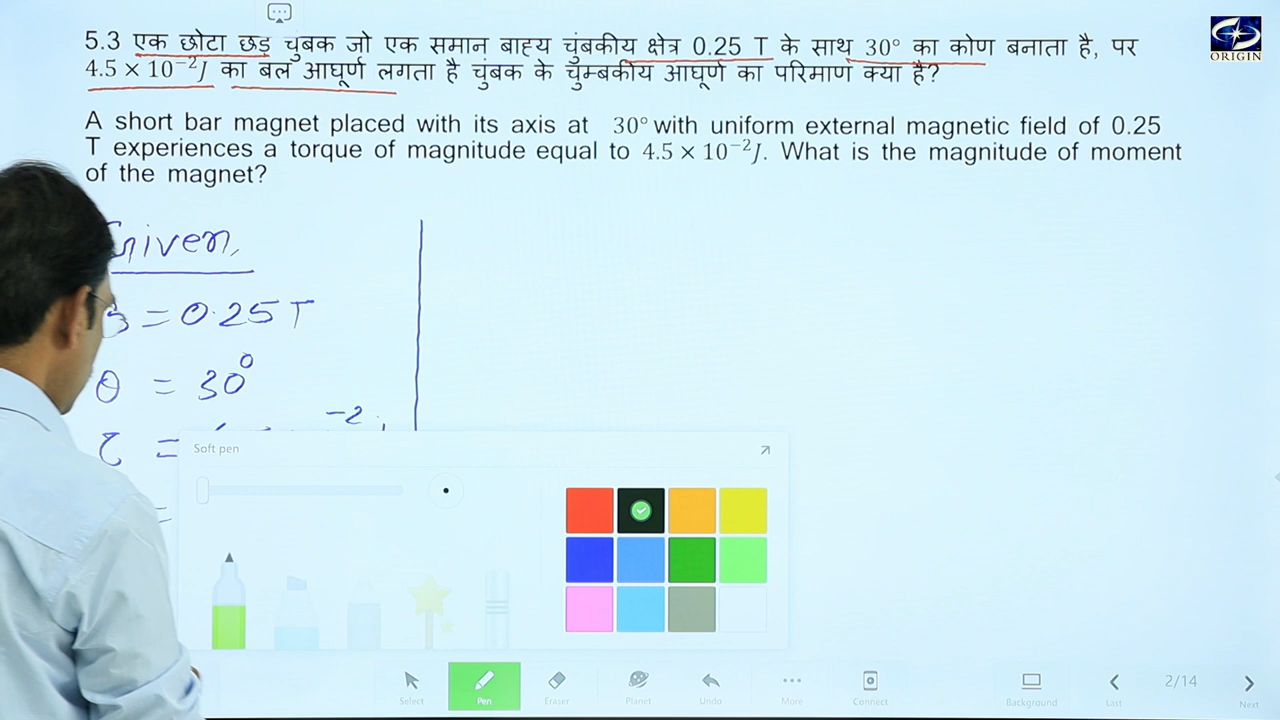 5.3 एक छोटा छड़ चुंबक जो एक समान बाह्य चुंबकीय क्षेत्र 0.25 T के साथ 30° का कोण बनाता है, पर
4.5 × 10⁻²J का बल आघूर्ण लगता है चुंबक के चुम्बकीय आघूर्ण का परिमाण क्या है?
ORIGIN
A short bar magnet placed with its axis at 30° with uniform external magnetic field of 0.25
T experiences a torque of magnitude equal to 4.5 × 10⁻²J. What is the magnitude of moment
of the magnet?
Given,
B = 0.25 T
θ = 30°
τ = -2
=
Soft pen
Select Pen Eraser Planet Undo More Connect Background Last 2/14 Next